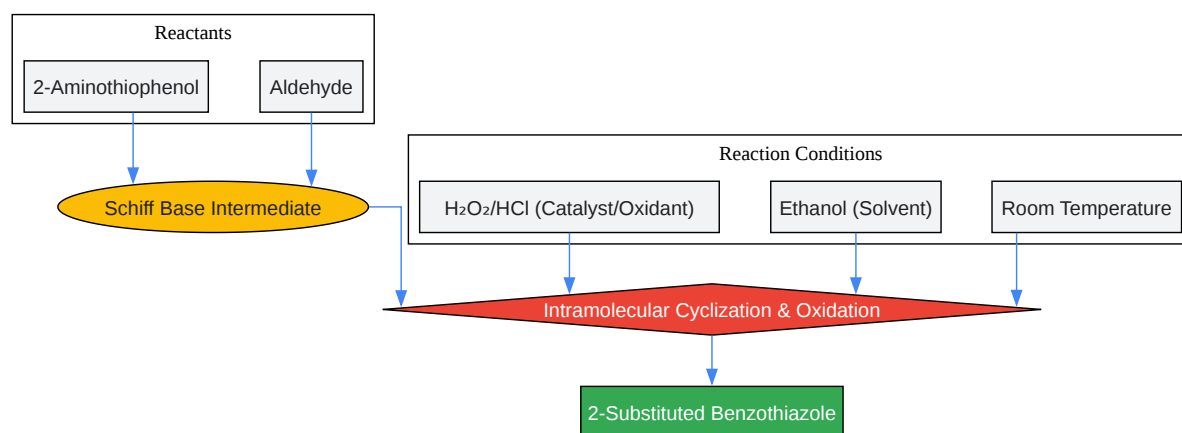 Reactants
2-Aminothiophenol
Aldehyde
Reaction Conditions
Schiff Base Intermediate
H₂O₂/HCl (Catalyst/Oxidant)
Ethanol (Solvent)
Room Temperature
Intramolecular Cyclization & Oxidation
2-Substituted Benzothiazole